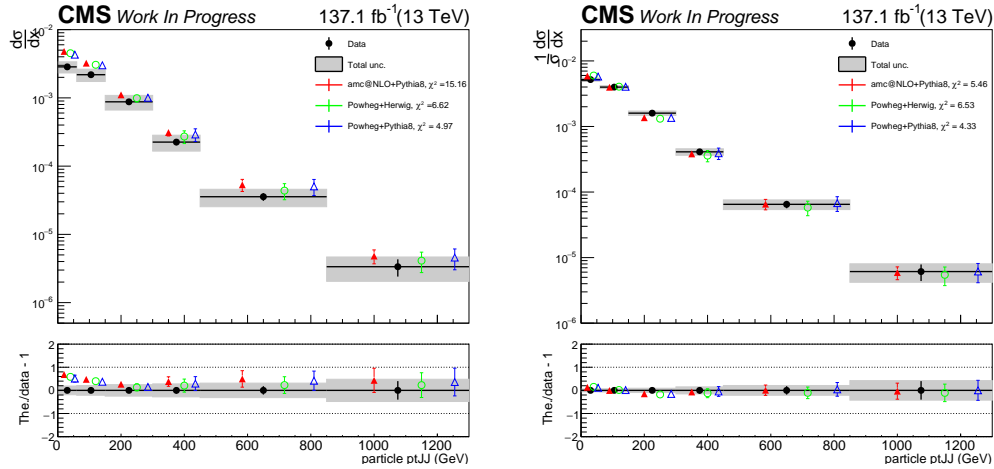 CMS Work In Progress 137.1 fb⁻¹(13 TeV)
dσ
dx
Data
Total unc.
amc@NLO+Pythia8, χ² =15.16
Powheg+Herwig, χ² =6.62
Powheg+Pythia8, χ² = 4.97
10⁻²
10⁻³
10⁻⁴
10⁻⁵
10⁻⁶
The./data - 1
2
1
0
−1
−2
0 200 400 600 800 1000 1200
particle ptJJ (GeV)
CMS Work In Progress 137.1 fb⁻¹(13 TeV)
1 dσ
σ dx
Data
Total unc.
amc@NLO+Pythia8, χ² = 5.46
Powheg+Herwig, χ² =6.53
Powheg+Pythia8, χ² = 4.33
10⁻²
10⁻³
10⁻⁴
10⁻⁵
10⁻⁶
The./data - 1
2
1
0
−1
−2
0 200 400 600 800 1000 1200
particle ptJJ (GeV)